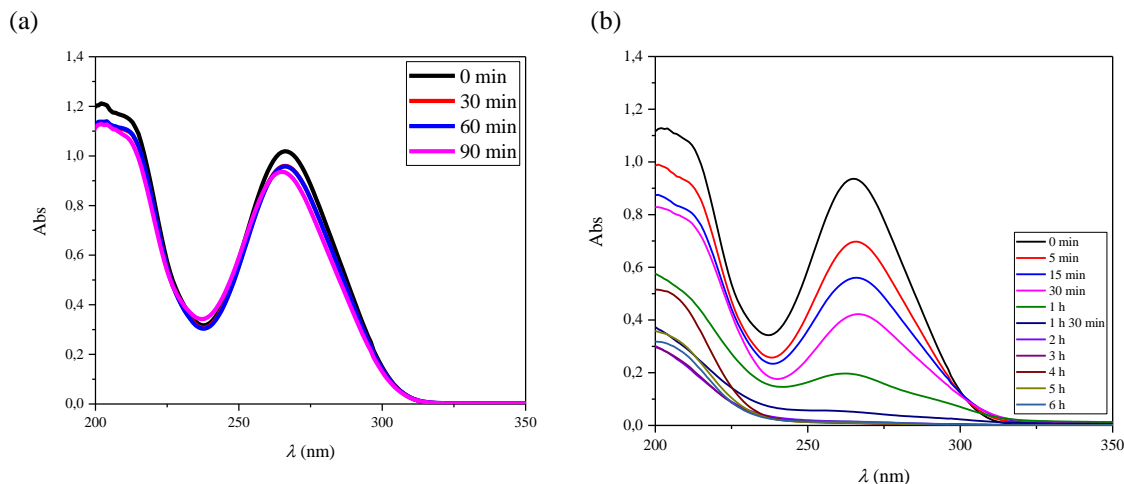 (a)
1,4
1,2
1,0
0,8
0,6
0,4
0,2
0,0
Abs
200
250
300
350
λ (nm)
0 min
30 min
60 min
90 min
(b)
1,4
1,2
1,0
0,8
0,6
0,4
0,2
0,0
Abs
200
250
300
350
λ (nm)
0 min
5 min
15 min
30 min
1 h
1 h 30 min
2 h
3 h
4 h
5 h
6 h